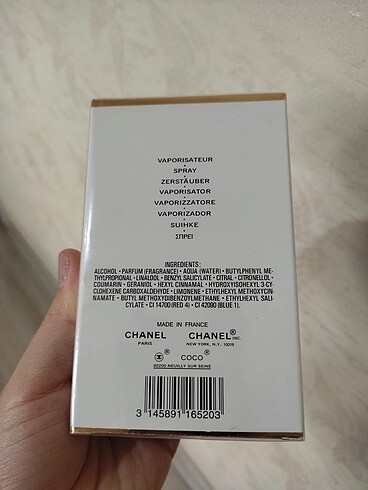 VAPORISATEUR
SPRAY
ZERSTÄUBER
VAPORISATOR
VAPORIZZATORE
VAPORIZADOR
SUIHKE
ΣΠΡΕΪ
INGREDIENTS:
ALCOHOL • PARFUM (FRAGRANCE) • AQUA (WATER) • BUTYLPHENYL ME-
THYLPROPIONAL • LINALOOL • BENZYL SALICYLATE • CITRAL • CITRONELLOL •
COUMARIN • GERANIOL • HEXYL CINNAMAL • HYDROXYISOHEXYL 3-CY-
CLOHEXENE CARBOXALDEHYDE • LIMONENE • ETHYLHEXYL METHOXYCIN-
NAMATE • BUTYL METHOXYDIBENZOYLMETHANE • ETHYLHEXYL SALI-
CYLATE • CI 14700 (RED 4) • CI 42090 (BLUE 1).
MADE IN FRANCE
CHANEL CHANEL® INC.
PARIS NEW YORK, N.Y. 10019
® COCO®
92200 NEUILLY SUR SEINE
3 145891 165203